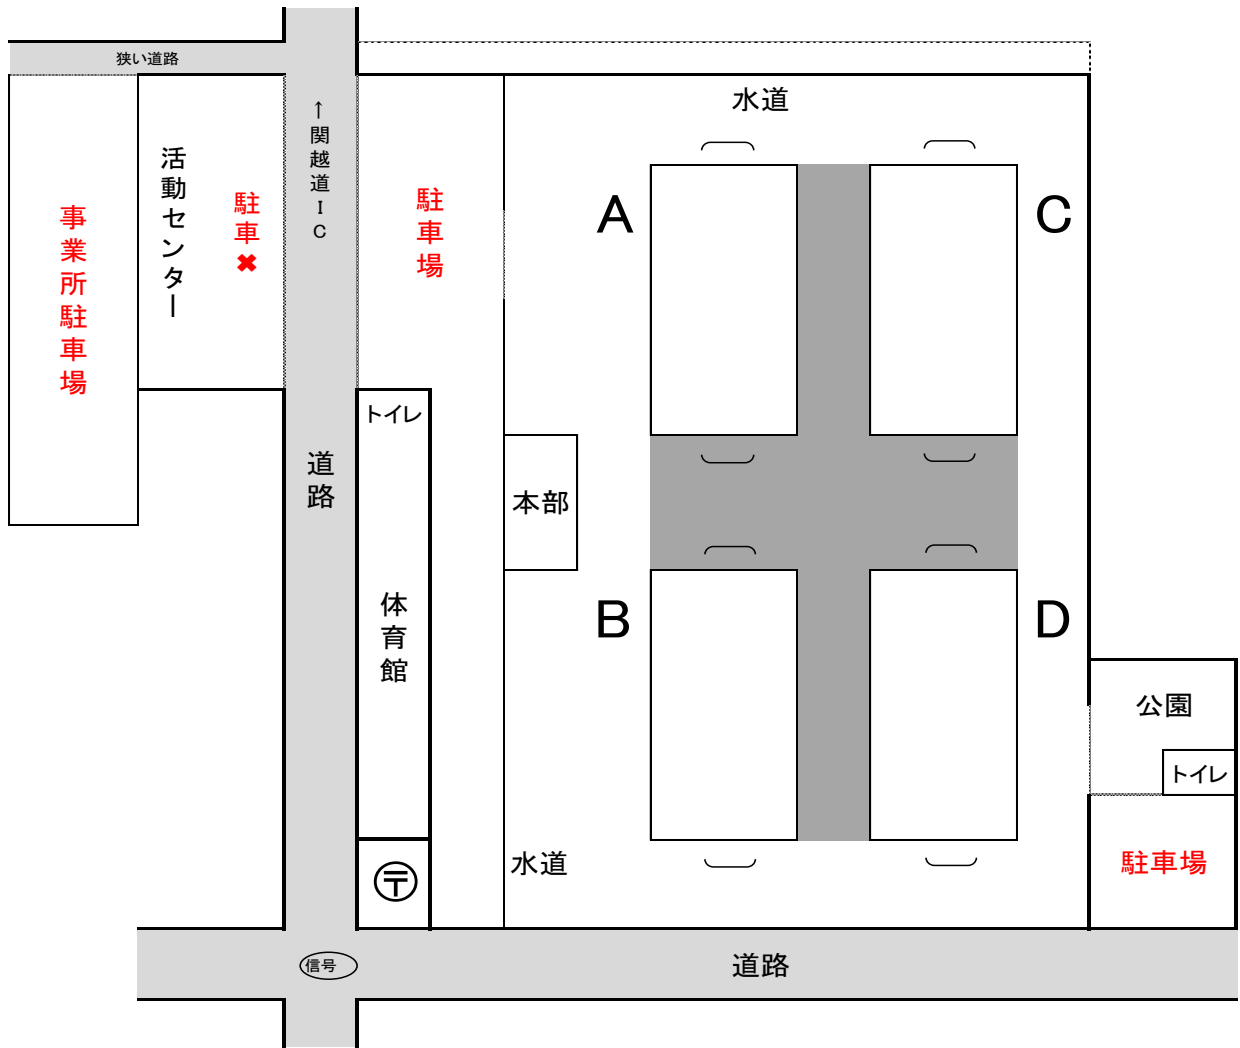 狭い道路
水道
↑関越道IC
活動センター
駐車✖
駐車場
事業所駐車場
A
C
トイレ
道路
本部
体育館
B
D
公園
トイレ
水道
駐車場
〒
信号
道路